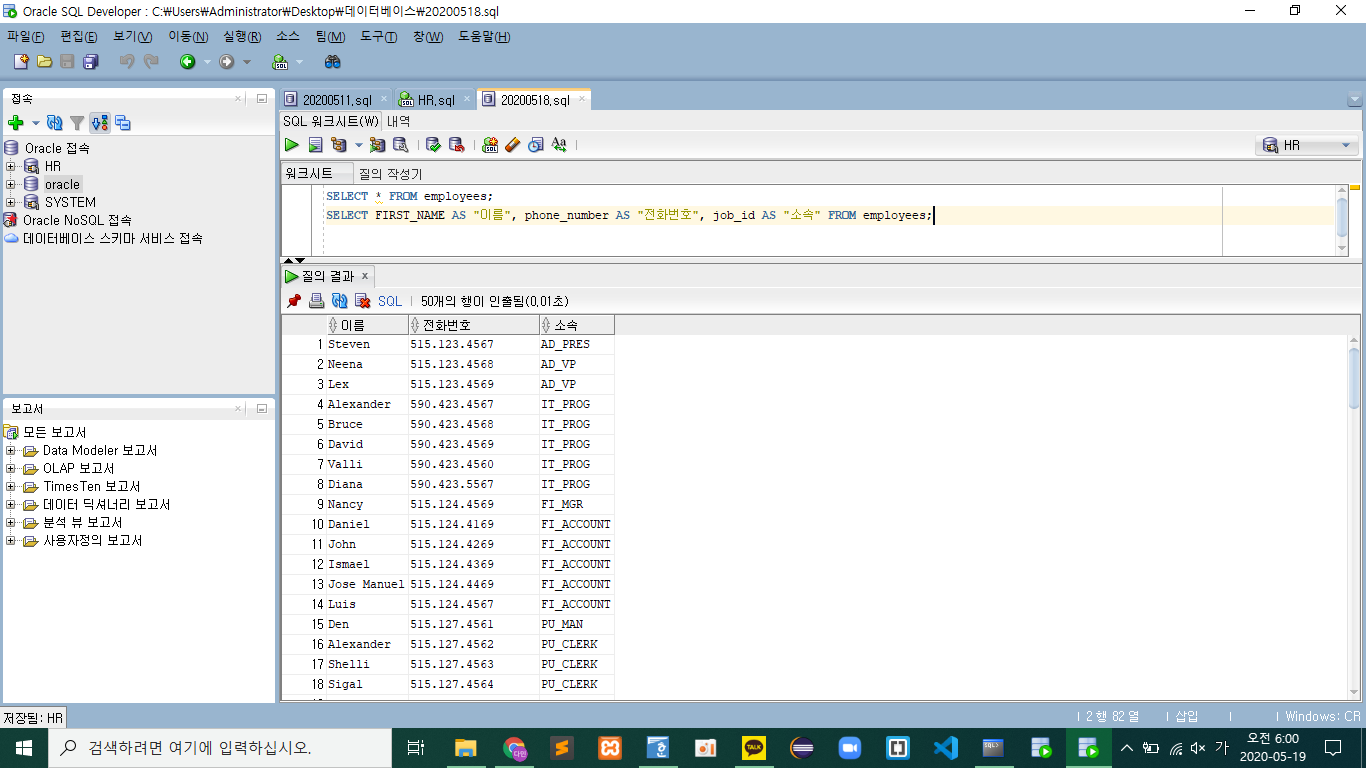 Oracle SQL Developer : C:₩Users₩Administrator₩Desktop₩데이터베이스₩20200518.sql
파일(F) 편집(E) 보기(V) 이동(N) 실행(R) 소스 팀(M) 도구(T) 창(W) 도움말(H)
접속
Oracle 접속
HR
oracle
SYSTEM
Oracle NoSQL 접속
데이터베이스 스키마 서비스 접속
보고서
모든 보고서
Data Modeler 보고서
OLAP 보고서
TimesTen 보고서
데이터 딕셔너리 보고서
분석 뷰 보고서
사용자정의 보고서
20200511.sql HR.sql 20200518.sql
SQL 워크시트(W) 내역
HR
워크시트 질의 작성기
SELECT * FROM employees;
SELECT FIRST_NAME AS "이름", phone_number AS "전화번호", job_id AS "소속" FROM employees;
질의 결과
SQL 50개의 행이 인출됨(0,01초)
이름 전화번호 소속
1 Steven 515.123.4567 AD_PRES
2 Neena 515.123.4568 AD_VP
3 Lex 515.123.4569 AD_VP
4 Alexander 590.423.4567 IT_PROG
5 Bruce 590.423.4568 IT_PROG
6 David 590.423.4569 IT_PROG
7 Valli 590.423.4560 IT_PROG
8 Diana 590.423.5567 IT_PROG
9 Nancy 515.124.4569 FI_MGR
10 Daniel 515.124.4169 FI_ACCOUNT
11 John 515.124.4269 FI_ACCOUNT
12 Ismael 515.124.4369 FI_ACCOUNT
13 Jose Manuel 515.124.4469 FI_ACCOUNT
14 Luis 515.124.4567 FI_ACCOUNT
15 Den 515.127.4561 PU_MAN
16 Alexander 515.127.4562 PU_CLERK
17 Shelli 515.127.4563 PU_CLERK
18 Sigal 515.127.4564 PU_CLERK
저장됨: HR
2 행 82 열 삽입 Windows: CR
검색하려면 여기에 입력하십시오.
다인
TALK
SQL>
가
오전 6:00
2020-05-19